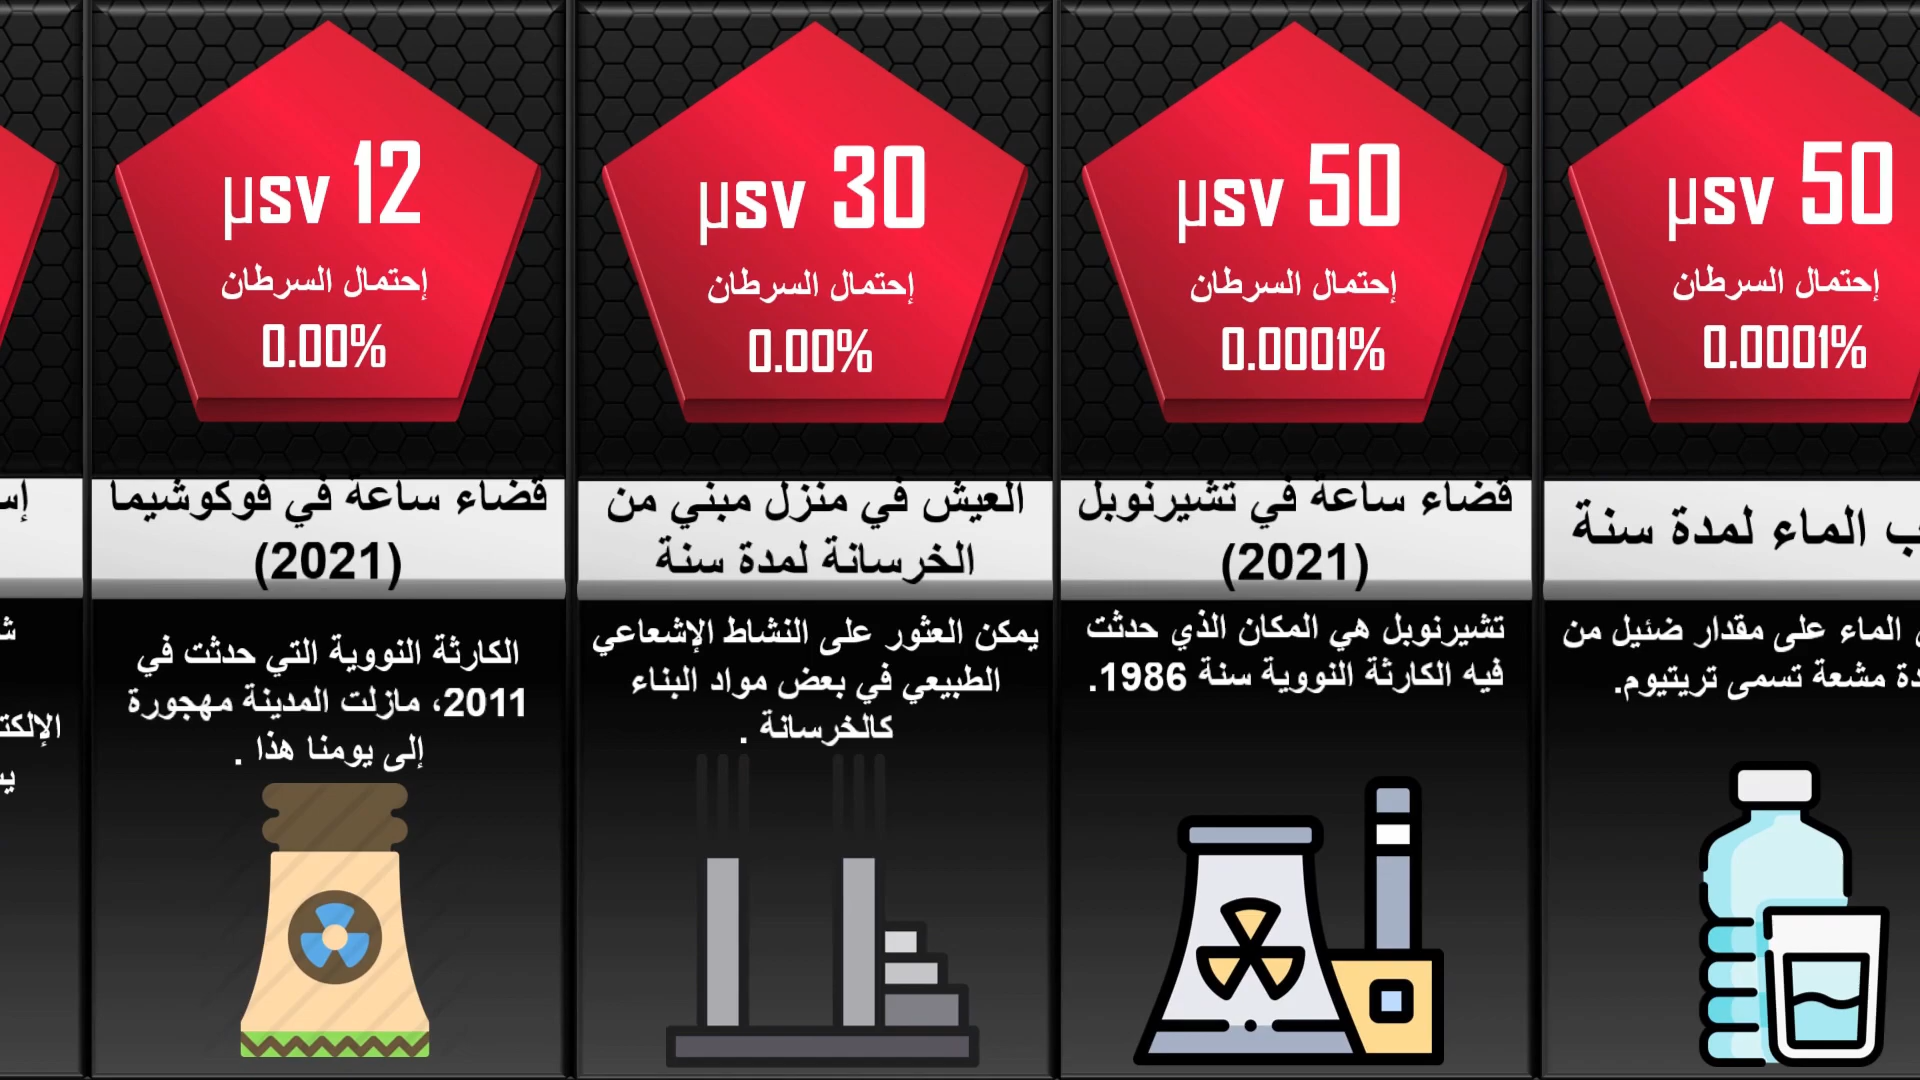 12 µsv
إحتمال السرطان
0.00%
قضاء ساعة في فوكوشيما
(2021)
الكارثة النووية التي حدثت في
2011، مازلت المدينة مهجورة
إلى يومنا هذا .
30 µsv
إحتمال السرطان
0.00%
العيش في منزل مبني من
الخرسانة لمدة سنة
يمكن العثور على النشاط الإشعاعي
الطبيعي في بعض مواد البناء
كالخرسانة .
50 µsv
إحتمال السرطان
0.0001%
قضاء ساعة في تشيرنوبل
(2021)
تشيرنوبل هي المكان الذي حدثت
فيه الكارثة النووية سنة 1986.
50 µsv
إحتمال السرطان
0.0001%
الماء لمدة سنة
الماء على مقدار ضئيل من
مشعة تسمى تريتيوم.